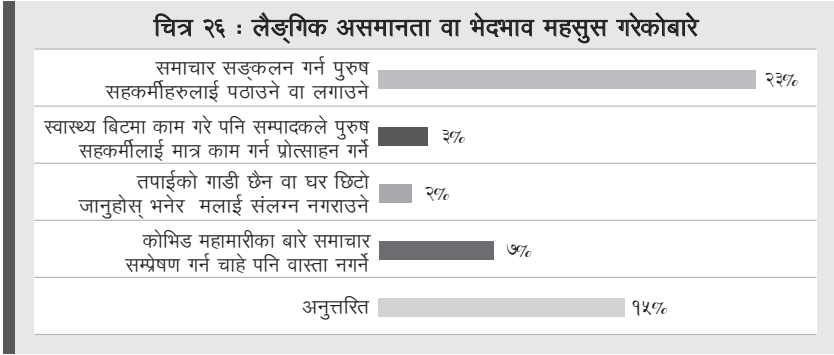 चित्र २६ : लैङ्गिक असमानता वा भेदभाव महसुस गरेकोबारे
समाचार सङ्कलन गर्न पुरुष
सहकर्मीहरुलाई पठाउने वा लगाउने
२३%
स्वास्थ्य बिटमा काम गरे पनि सम्पादकले पुरुष
सहकर्मीलाई मात्र काम गर्न प्रोत्साहन गर्ने
३%
तपाईको गाडी छैन वा घर छिटो
जानुहोस् भनेर मलाई संलग्न नगराउने
२%
कोभिड महामारीका बारे समाचार
सम्प्रेषण गर्न चाहे पनि वास्ता नगर्ने
७%
अनुत्तरित
१५%